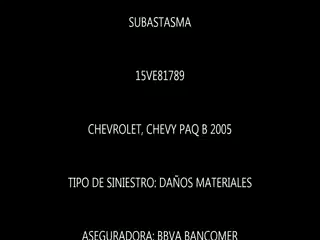 SUBASTASMA
15VE81789
CHEVROLET, CHEVY PAQ B 2005
TIPO DE SINIESTRO: DAÑOS MATERIALES
ASEGURADORA: BBVA BANCOMER